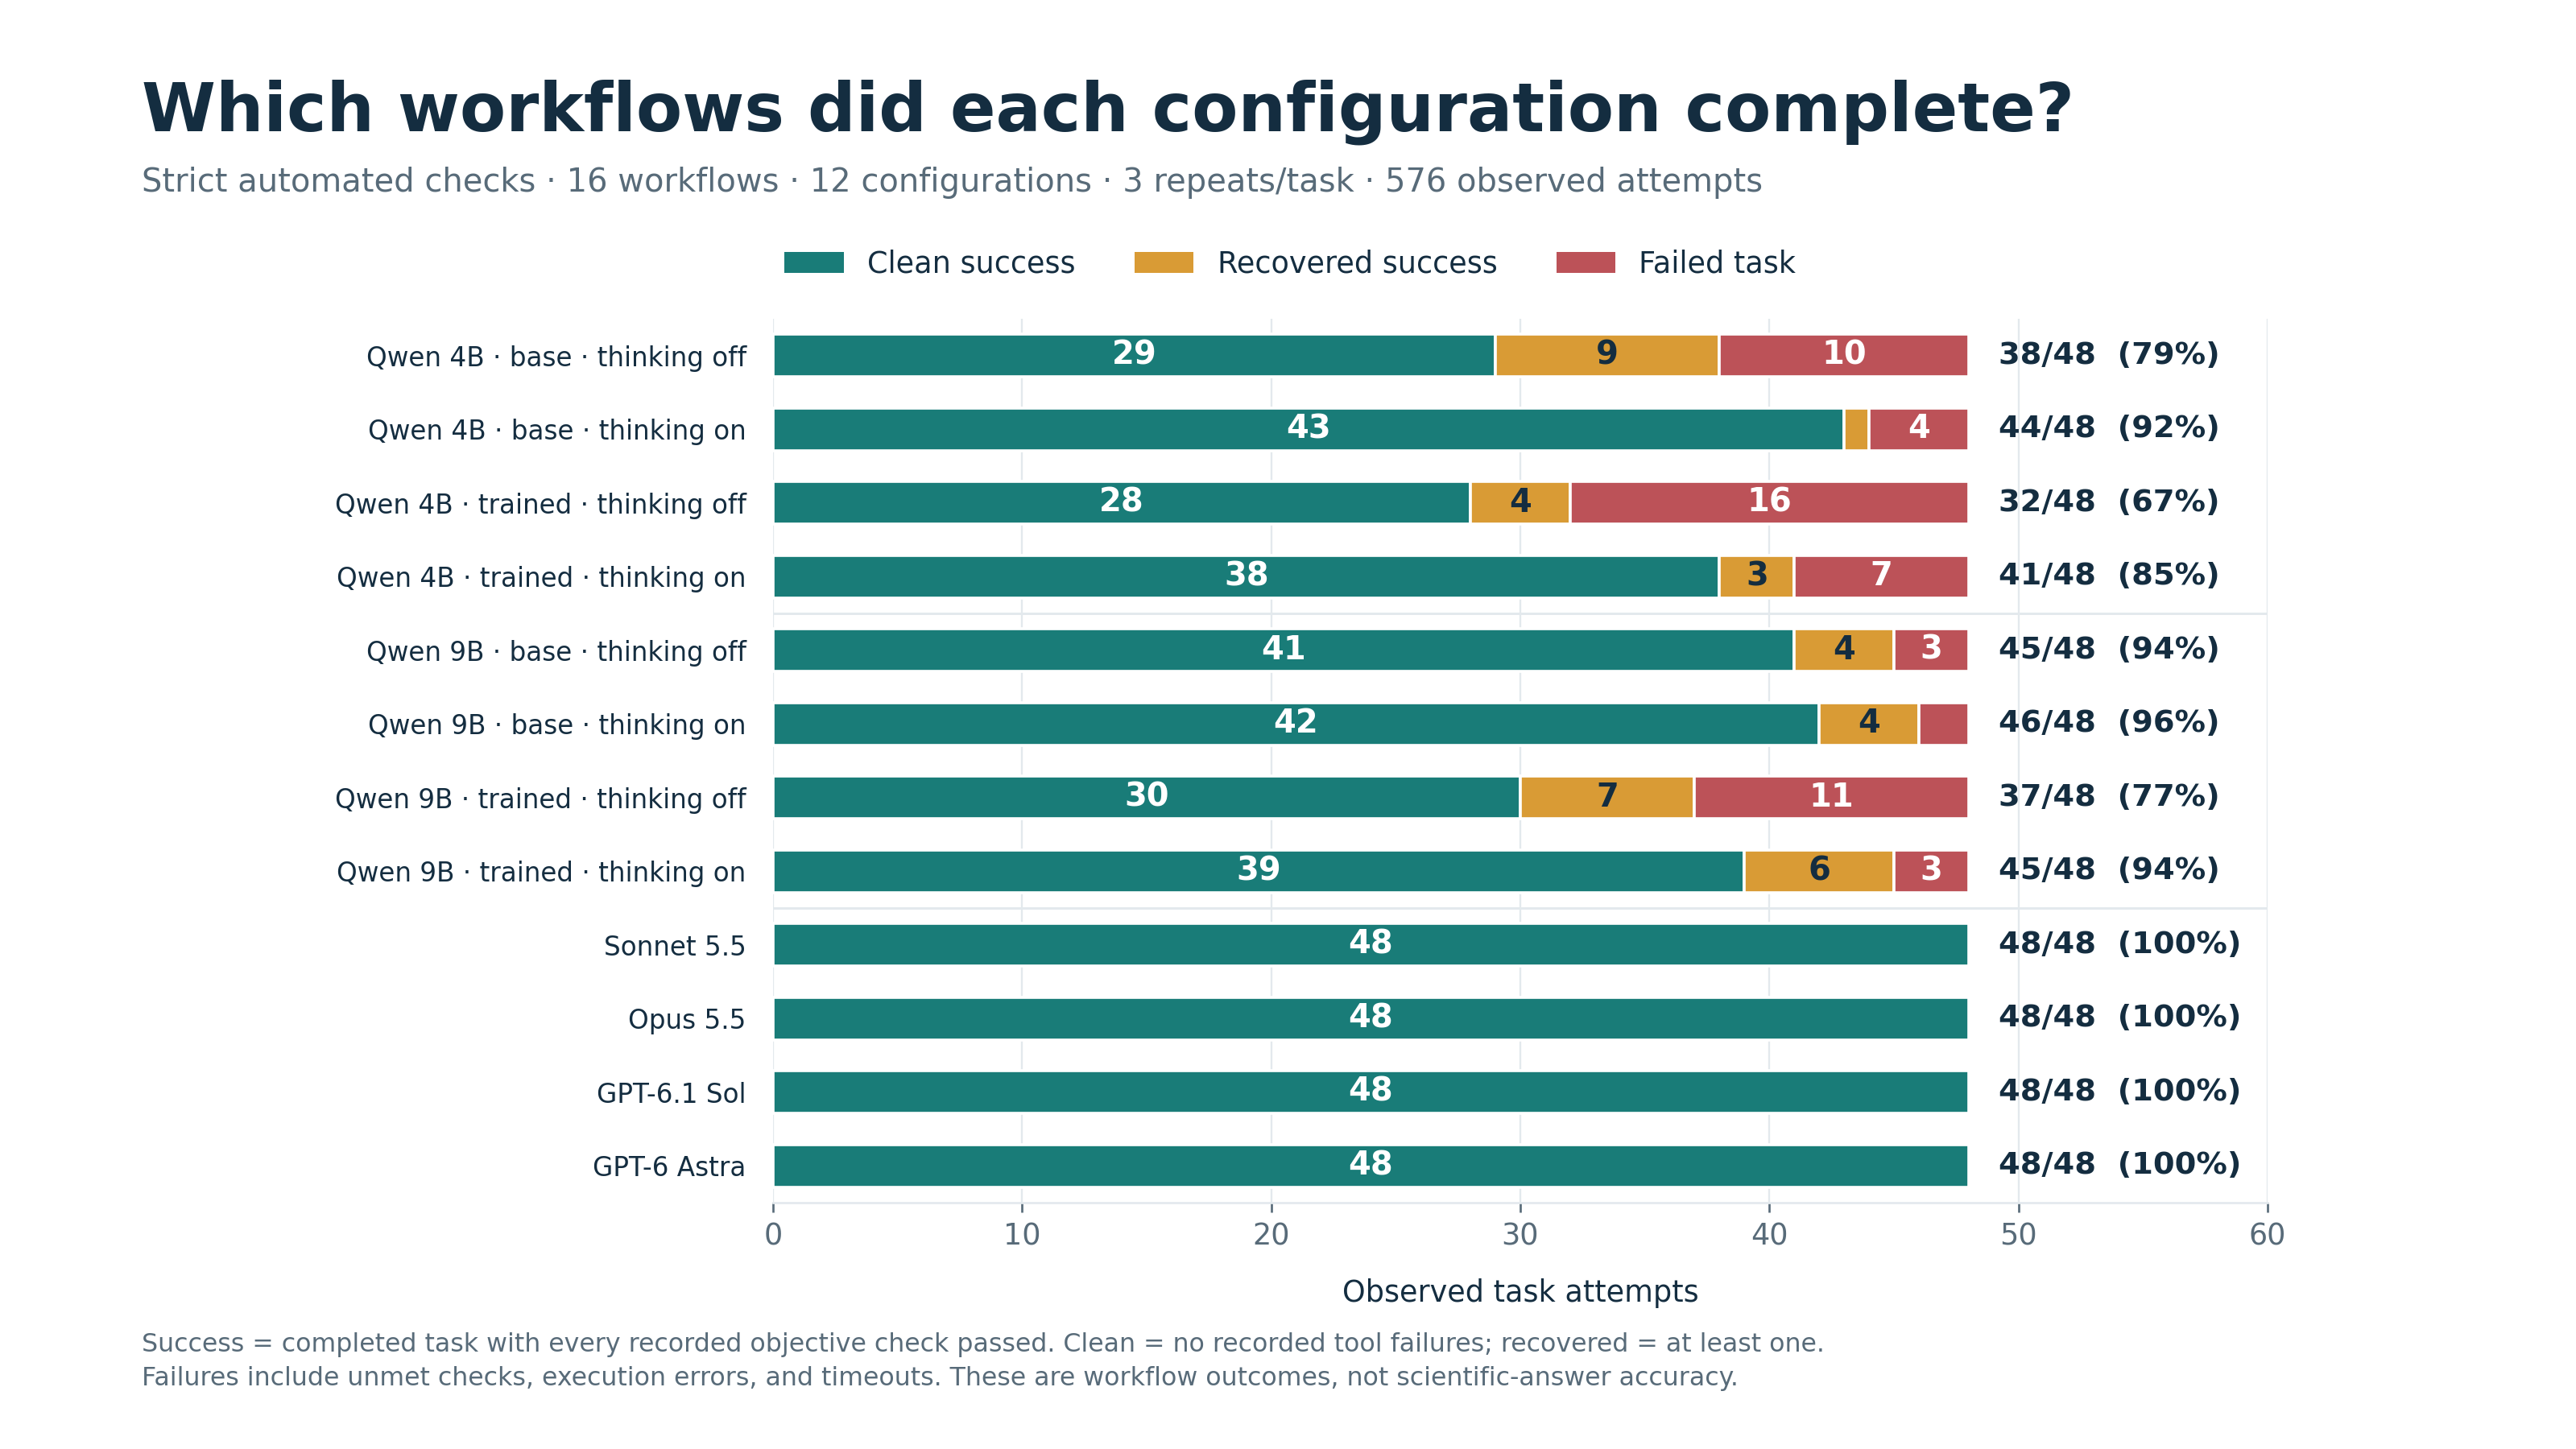 Which workflows did each configuration complete?
Strict automated checks · 16 workflows · 12 configurations · 3 repeats/task · 576 observed attempts
Clean success Recovered success Failed task
Qwen 4B · base · thinking off 29 9 10 38/48 (79%)
Qwen 4B · base · thinking on 43 4 44/48 (92%)
Qwen 4B · trained · thinking off 28 4 16 32/48 (67%)
Qwen 4B · trained · thinking on 38 3 7 41/48 (85%)
Qwen 9B · base · thinking off 41 4 3 45/48 (94%)
Qwen 9B · base · thinking on 42 4 46/48 (96%)
Qwen 9B · trained · thinking off 30 7 11 37/48 (77%)
Qwen 9B · trained · thinking on 39 6 3 45/48 (94%)
Sonnet 5.5 48 48/48 (100%)
Opus 5.5 48 48/48 (100%)
GPT-6.1 Sol 48 48/48 (100%)
GPT-6 Astra 48 48/48 (100%)
0 10 20 30 40 50 60
Observed task attempts
Success = completed task with every recorded objective check passed. Clean = no recorded tool failures; recovered = at least one.
Failures include unmet checks, execution errors, and timeouts. These are workflow outcomes, not scientific-answer accuracy.